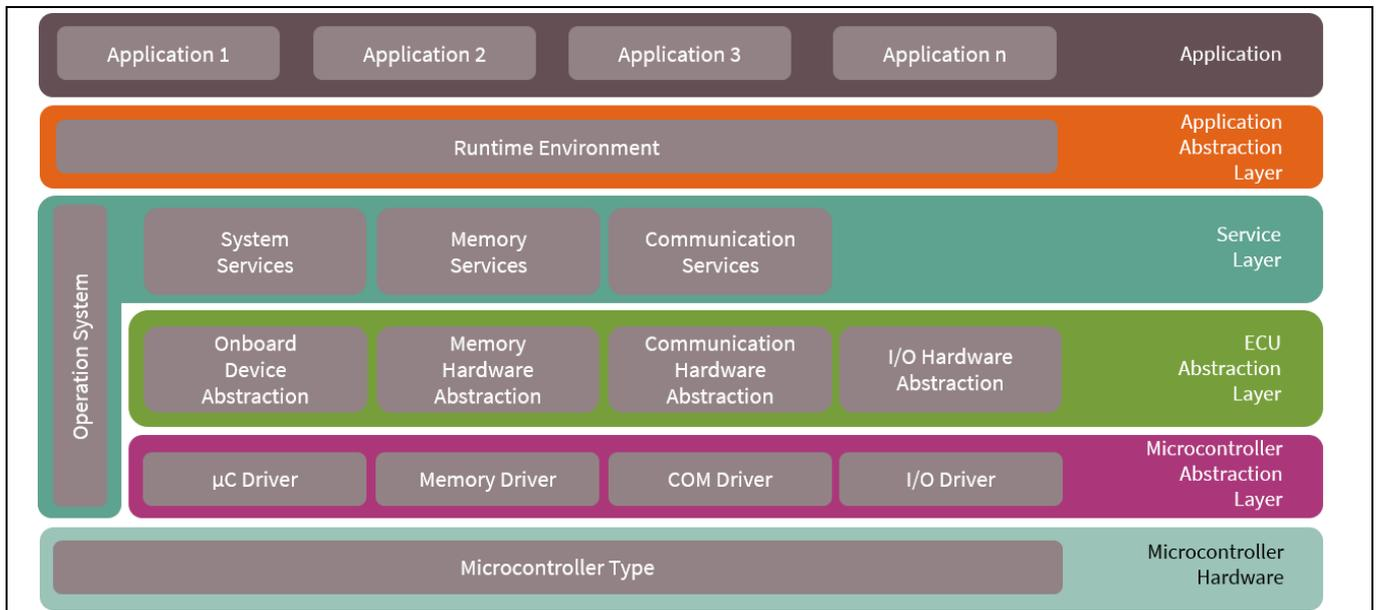 Application 1
Application 2
Application 3
Application n
Application
Runtime Environment
Application
Abstraction
Layer
Operation System
System
Services
Memory
Services
Communication
Services
Service
Layer
Onboard
Device
Abstraction
Memory
Hardware
Abstraction
Communication
Hardware
Abstraction
I/O Hardware
Abstraction
ECU
Abstraction
Layer
µC Driver
Memory Driver
COM Driver
I/O Driver
Microcontroller
Abstraction
Layer
Microcontroller Type
Microcontroller
Hardware